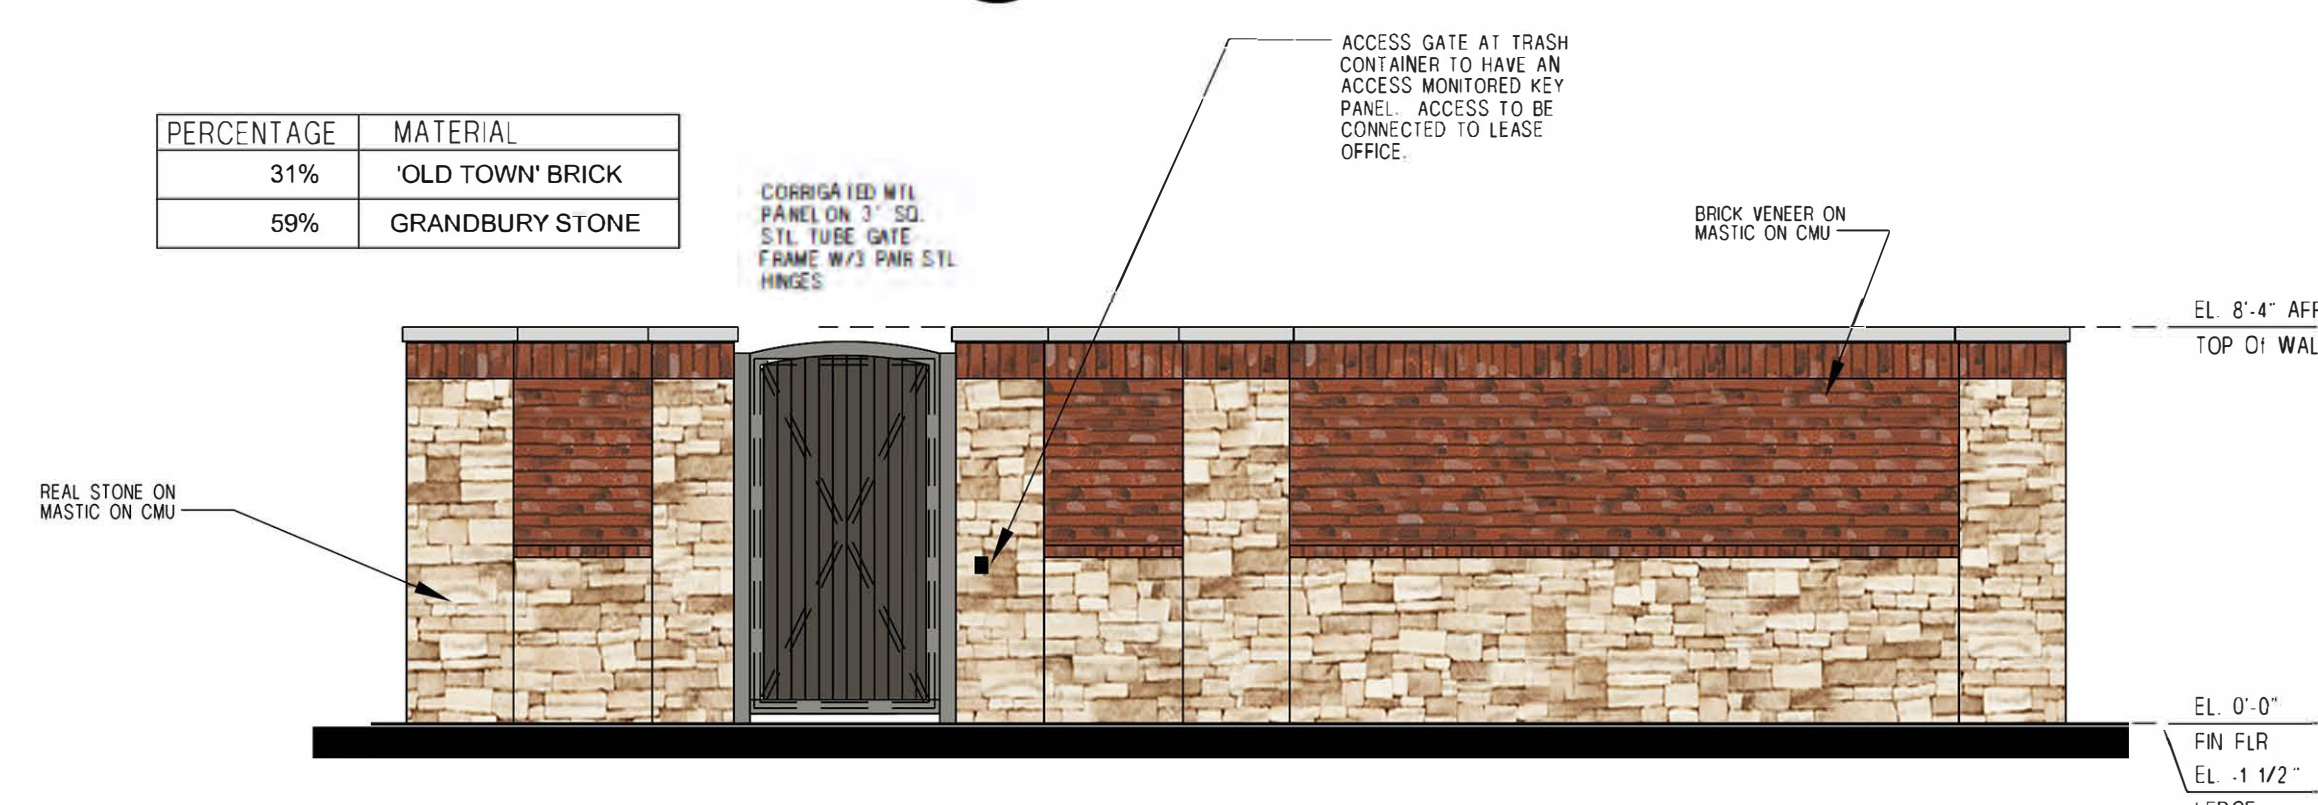 ACCESS GATE AT TRASH
CONTAINER TO HAVE AN
ACCESS MONITORED KEY
PANEL. ACCESS TO BE
CONNECTED TO LEASE
OFFICE.
PERCENTAGE MATERIAL
31% 'OLD TOWN' BRICK
59% GRANDBURY STONE
CORRIGATED MTL
PANEL ON 3" SQ.
STL TUBE GATE
FRAME W/3 PAIR STL
HINGES
BRICK VENEER ON
MASTIC ON CMU
EL. 8'-4" AFF
TOP Of WAL
REAL STONE ON
MASTIC ON CMU
EL. 0'-0"
FIN FLR
EL. -1 1/2"